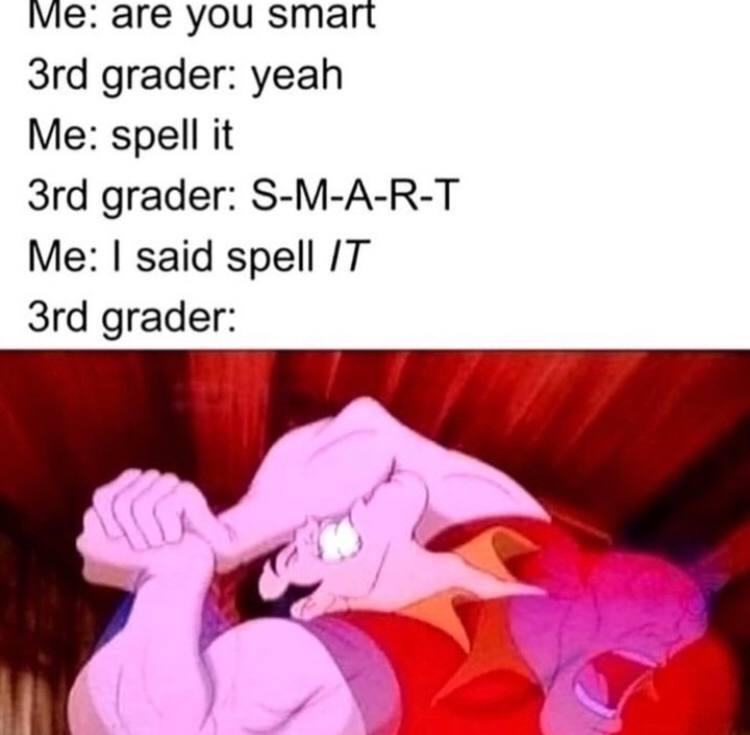 Me: are you smart
3rd grader: yeah
Me: spell it
3rd grader: S-M-A-R-T
Me: I said spell IT
3rd grader: